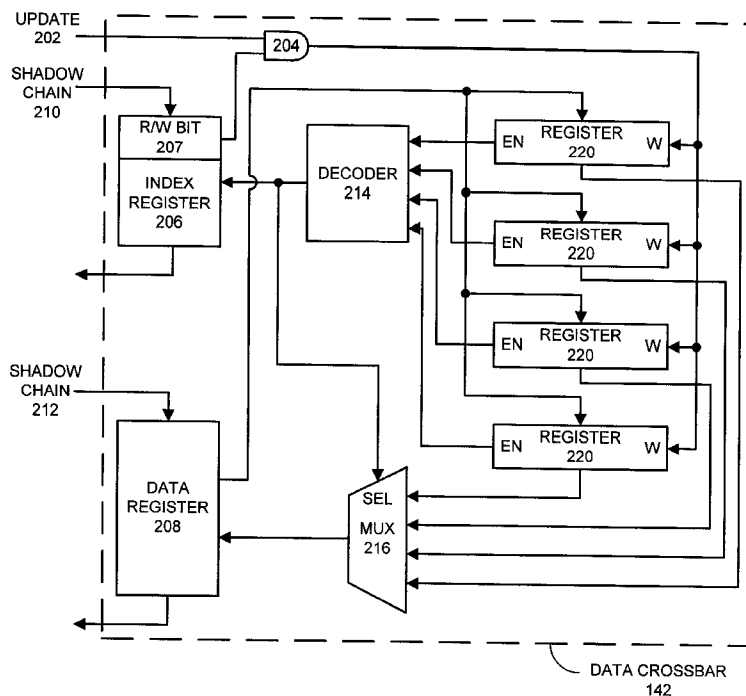 UPDATE
202
204
SHADOW
CHAIN
210
R/W BIT
207
INDEX
REGISTER
206
DECODER
214
EN
REGISTER
220
W
EN
REGISTER
220
W
EN
REGISTER
220
W
EN
REGISTER
220
W
SHADOW
CHAIN
212
DATA
REGISTER
208
SEL
MUX
216
DATA CROSSBAR
142